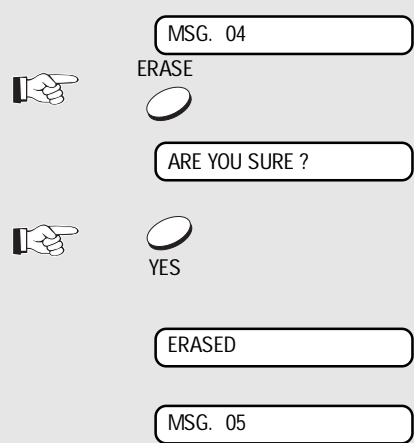 MSG. 04
ERASE
ARE YOU SURE ?
YES
ERASED
MSG. 05